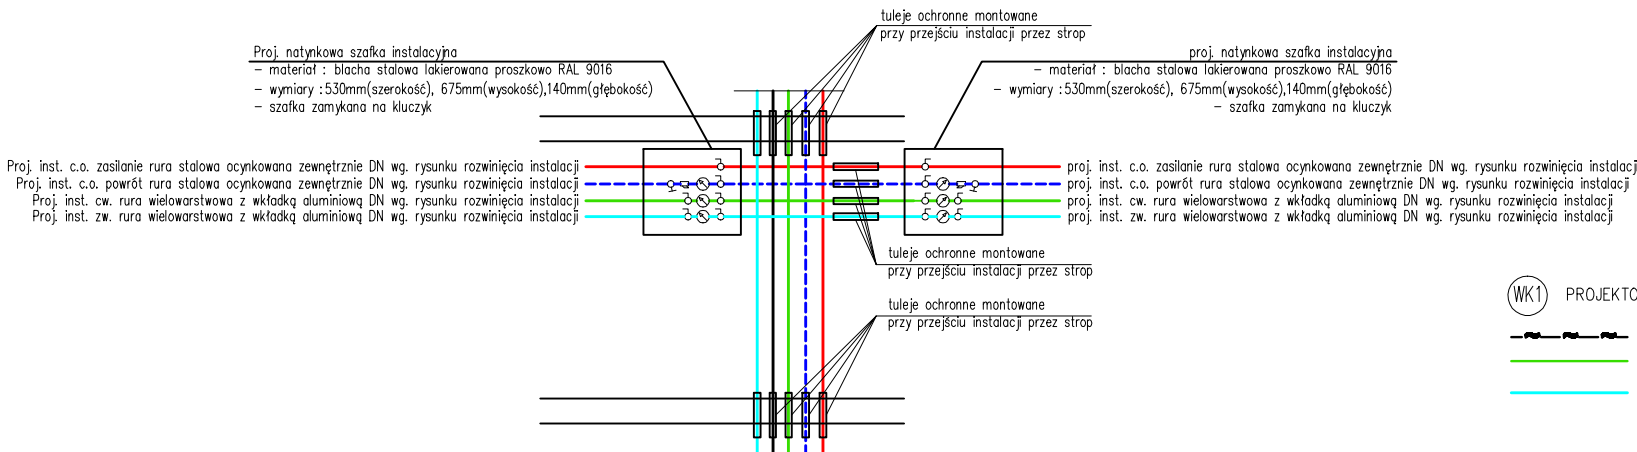 tuleje ochronne montowane
przy przejściu instalacji przez strop
Proj. natynkowa szafka instalacyjna
– materiał : blacha stalowa lakierowana proszkowo RAL 9016
– wymiary :530mm(szerokość), 675mm(wysokość),140mm(głębokość)
– szafka zamykana na kluczyk
proj. natynkowa szafka instalacyjna
– materiał : blacha stalowa lakierowana proszkowo RAL 9016
– wymiary :530mm(szerokość), 675mm(wysokość),140mm(głębokość)
– szafka zamykana na kluczyk
Proj. inst. c.o. zasilanie rura stalowa ocynkowana zewnętrznie DN wg. rysunku rozwinięcia instalacji
Proj. inst. c.o. powrót rura stalowa ocynkowana zewnętrznie DN wg. rysunku rozwinięcia instalacji
Proj. inst. cw. rura wielowarstwowa z wkładką aluminiową DN wg. rysunku rozwinięcia instalacji
Proj. inst. zw. rura wielowarstwowa z wkładką aluminiową DN wg. rysunku rozwinięcia instalacji
proj. inst. c.o. zasilanie rura stalowa ocynkowana zewnętrznie DN wg. rysunku rozwinięcia instalacji
proj. inst. c.o. powrót rura stalowa ocynkowana zewnętrznie DN wg. rysunku rozwinięcia instalacji
proj. inst. cw. rura wielowarstwowa z wkładką aluminiową DN wg. rysunku rozwinięcia instalacji
proj. inst. zw. rura wielowarstwowa z wkładką aluminiową DN wg. rysunku rozwinięcia instalacji
tuleje ochronne montowane
przy przejściu instalacji przez strop
tuleje ochronne montowane
przy przejściu instalacji przez strop
WK1 PROJEKTO